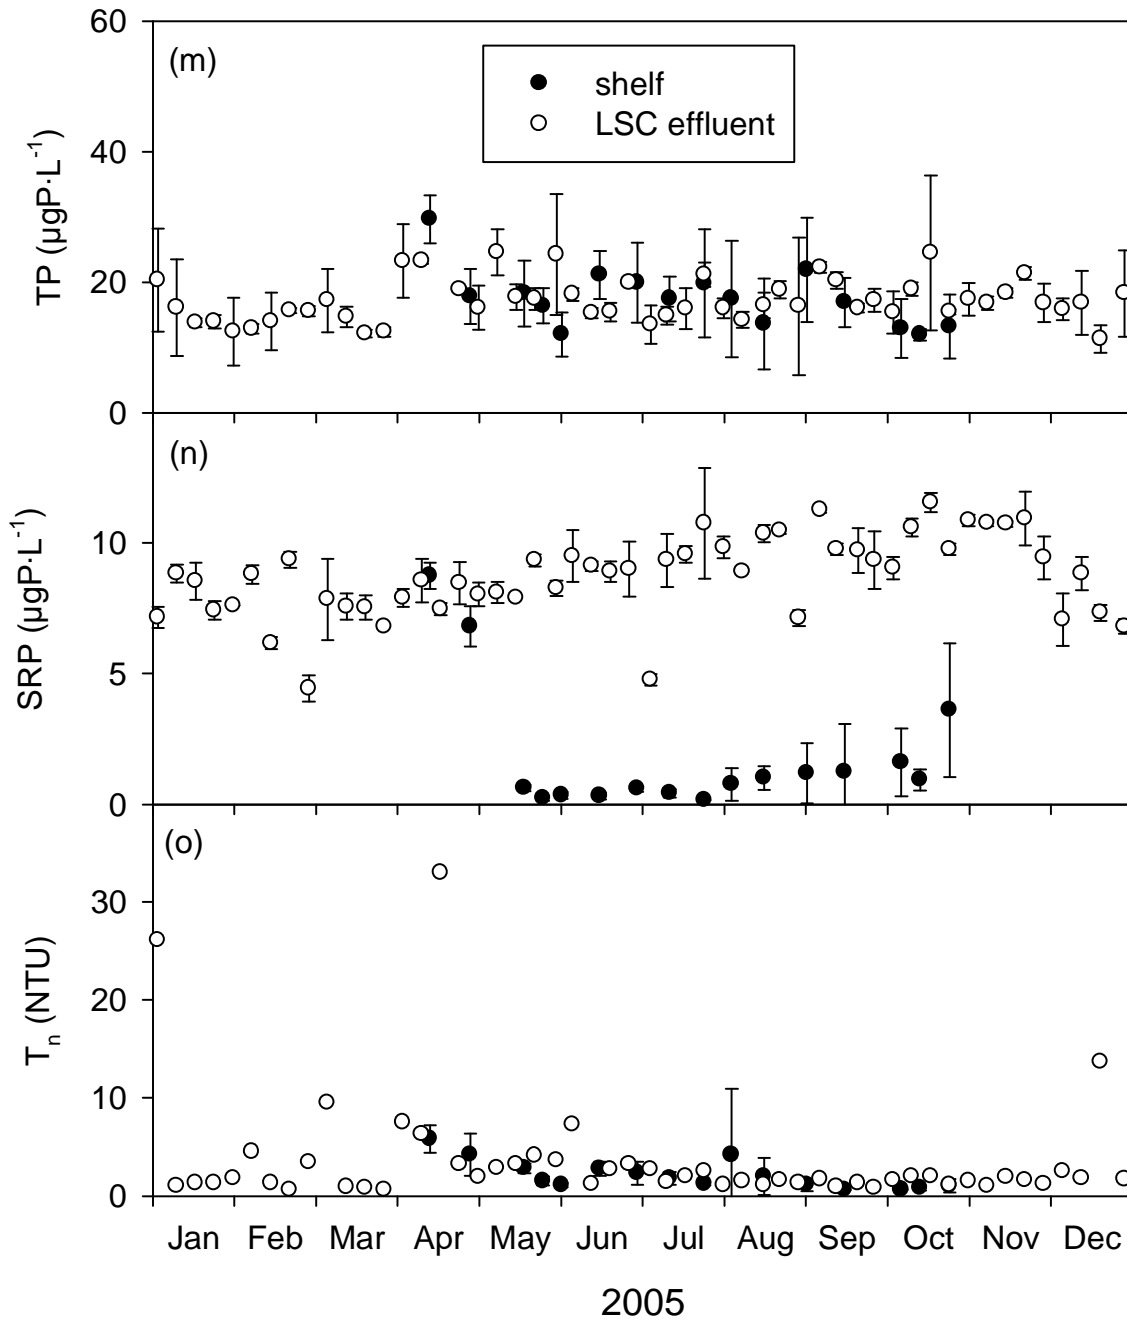 60
(m)
shelf
LSC effluent
40
TP (µgP·L⁻¹)
20
0
(n)
10
SRP (µgP·L⁻¹)
5
0
(o)
30
20
Tₙ (NTU)
10
0
Jan Feb Mar Apr May Jun Jul Aug Sep Oct Nov Dec
2005